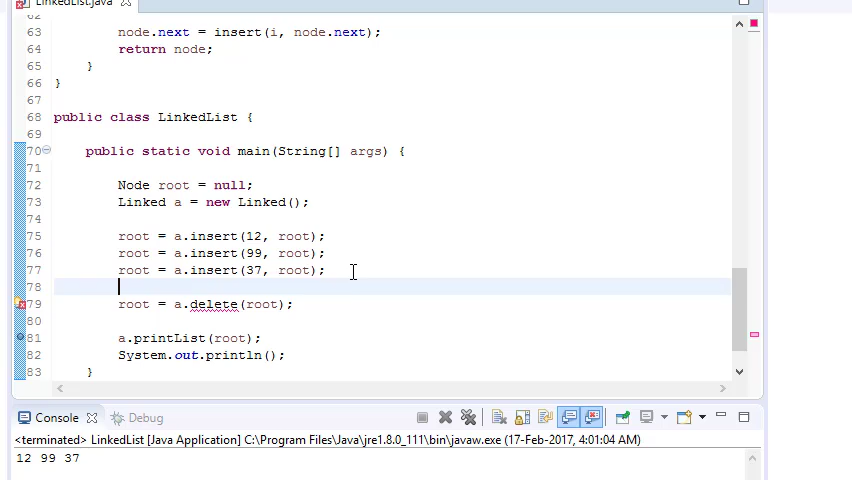 LinkedList.java
62
63 node.next = insert(i, node.next);
64 return node;
65 }
66 }
67
68 public class LinkedList {
69
70 public static void main(String[] args) {
71
72 Node root = null;
73 Linked a = new Linked();
74
75 root = a.insert(12, root);
76 root = a.insert(99, root);
77 root = a.insert(37, root);
78
79 root = a.delete(root);
80
81 a.printList(root);
82 System.out.println();
83 }
Console Debug
<terminated> LinkedList [Java Application] C:\Program Files\Java\jre1.8.0_111\bin\javaw.exe (17-Feb-2017, 4:01:04 AM)
12 99 37